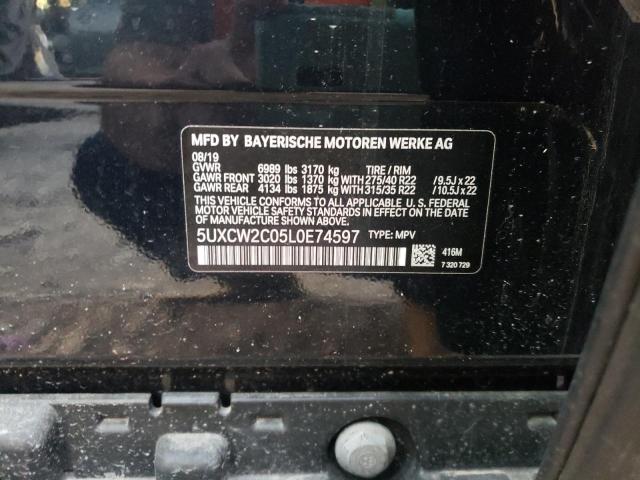 MFD BY BAYERISCHE MOTOREN WERKE AG
08/19
GVWR 6989 lbs 3170 kg TIRE / RIM
GAWR FRONT 3020 lbs 1370 kg WITH 275/40 R22 / 9.5J x 22
GAWR REAR 4134 lbs 1875 kg WITH 315/35 R22 / 10.5J x 22
THIS VEHICLE CONFORMS TO ALL APPLICABLE U. S. FEDERAL
MOTOR VEHICLE SAFETY STANDARDS IN EFFECT ON THE DATE
OF MANUFACTURE SHOWN ABOVE.
5UXCW2C05L0E74597 TYPE: MPV
416M
7 320 729